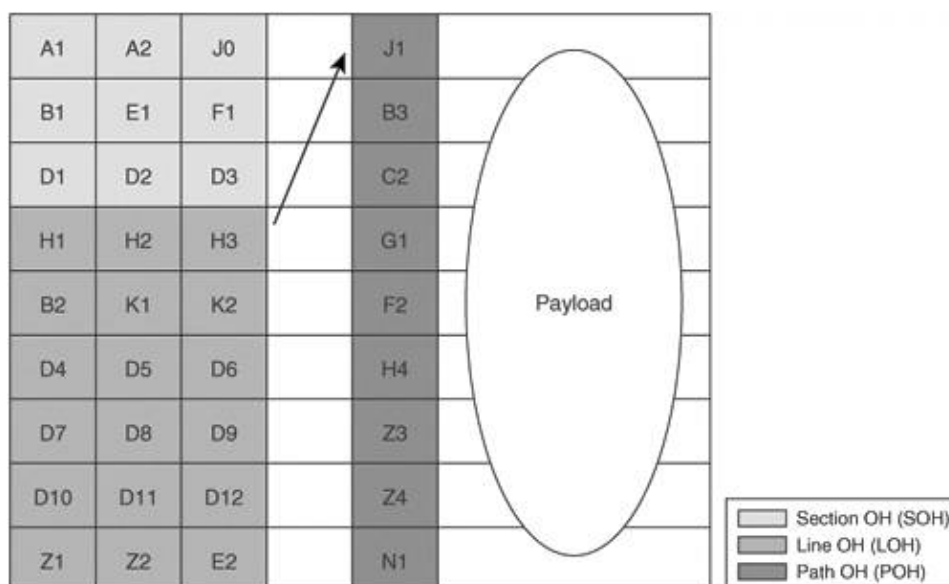 A1 A2 J0 J1
B1 E1 F1 B3
D1 D2 D3 C2
H1 H2 H3 G1
B2 K1 K2 F2 Payload
D4 D5 D6 H4
D7 D8 D9 Z3
D10 D11 D12 Z4
Z1 Z2 E2 N1
Section OH (SOH)
Line OH (LOH)
Path OH (POH)